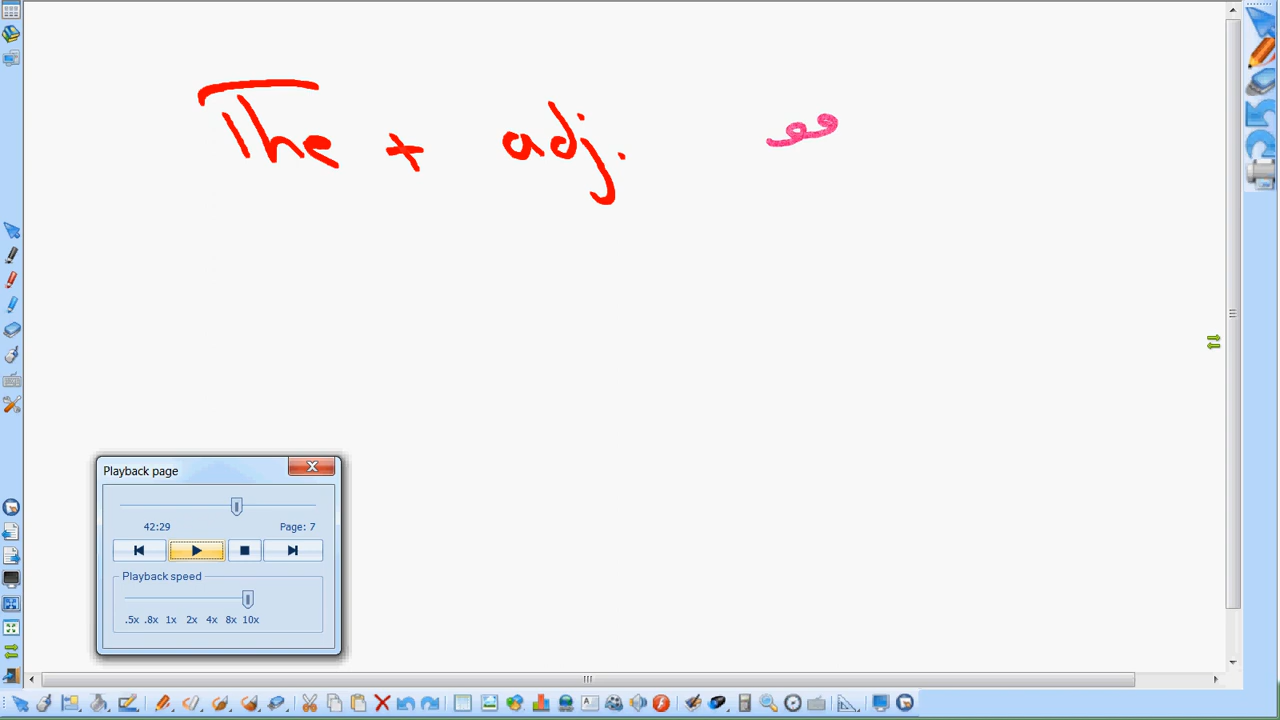 The + adj.
Playback page
42:29 Page: 7
Playback speed
.5x .8x 1x 2x 4x 8x 10x